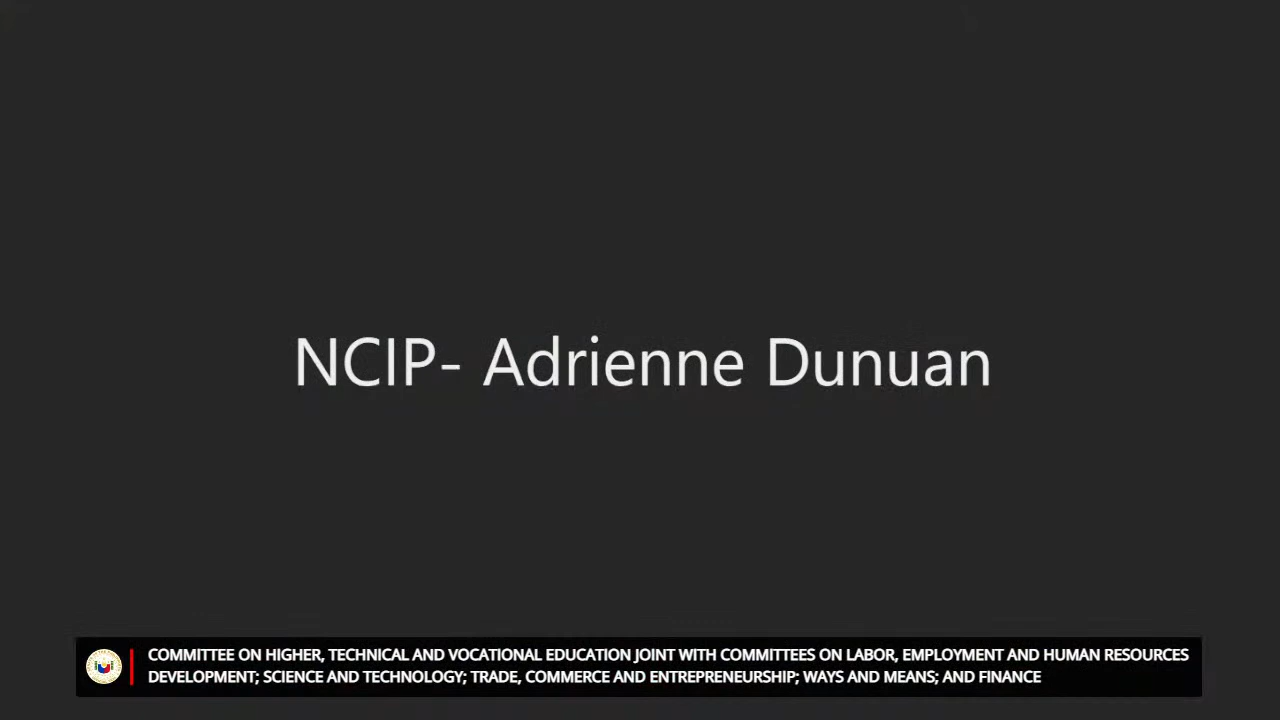 NCIP- Adrienne Dunuan
COMMITTEE ON HIGHER, TECHNICAL AND VOCATIONAL EDUCATION JOINT WITH COMMITTEES ON LABOR, EMPLOYMENT AND HUMAN RESOURCES
DEVELOPMENT; SCIENCE AND TECHNOLOGY; TRADE, COMMERCE AND ENTREPRENEURSHIP; WAYS AND MEANS; AND FINANCE